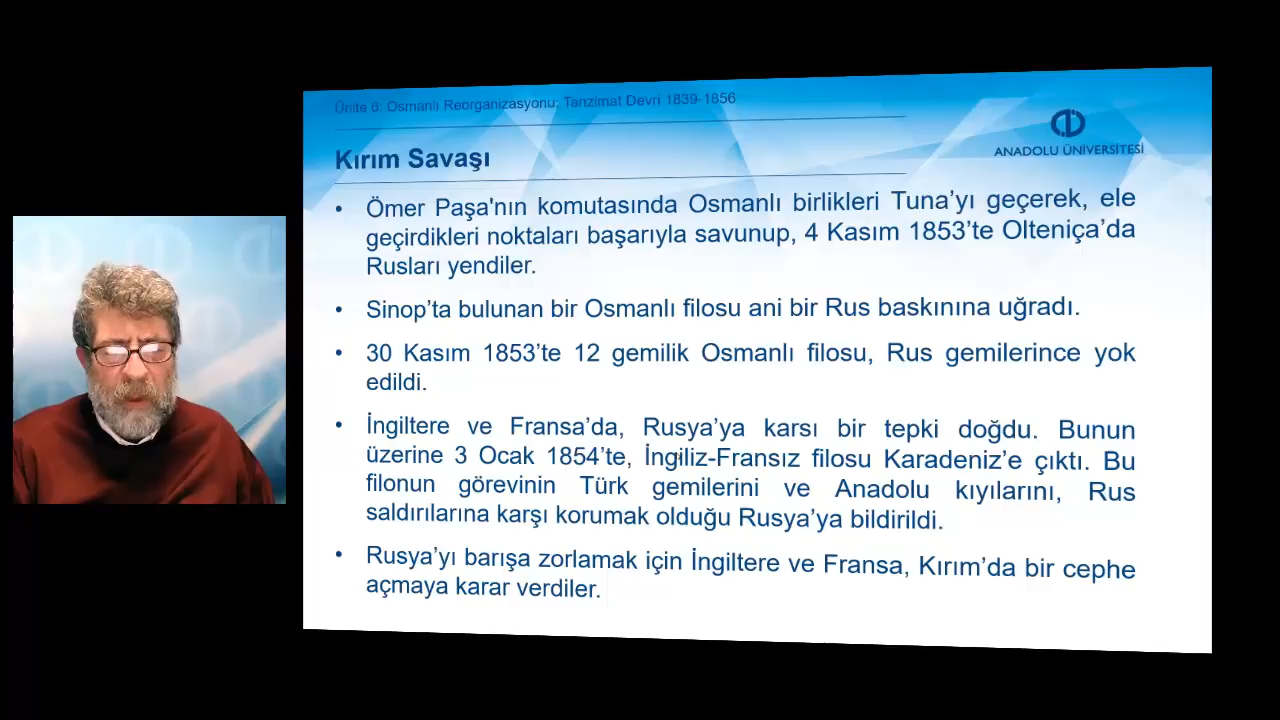 Ünite 6: Osmanlı Reorganizasyonu: Tanzimat Devri 1839-1856
ANADOLU ÜNİVERSİTESİ
Kırım Savaşı
• Ömer Paşa'nın komutasında Osmanlı birlikleri Tuna’yı geçerek, ele
geçirdikleri noktaları başarıyla savunup, 4 Kasım 1853’te Olteniça’da
Rusları yendiler.
• Sinop’ta bulunan bir Osmanlı filosu ani bir Rus baskınına uğradı.
• 30 Kasım 1853’te 12 gemilik Osmanlı filosu, Rus gemilerince yok
edildi.
• İngiltere ve Fransa’da, Rusya’ya karsı bir tepki doğdu. Bunun
üzerine 3 Ocak 1854’te, İngiliz-Fransız filosu Karadeniz’e çıktı. Bu
filonun görevinin Türk gemilerini ve Anadolu kıyılarını, Rus
saldırılarına karşı korumak olduğu Rusya’ya bildirildi.
• Rusya’yı barışa zorlamak için İngiltere ve Fransa, Kırım’da bir cephe
açmaya karar verdiler.